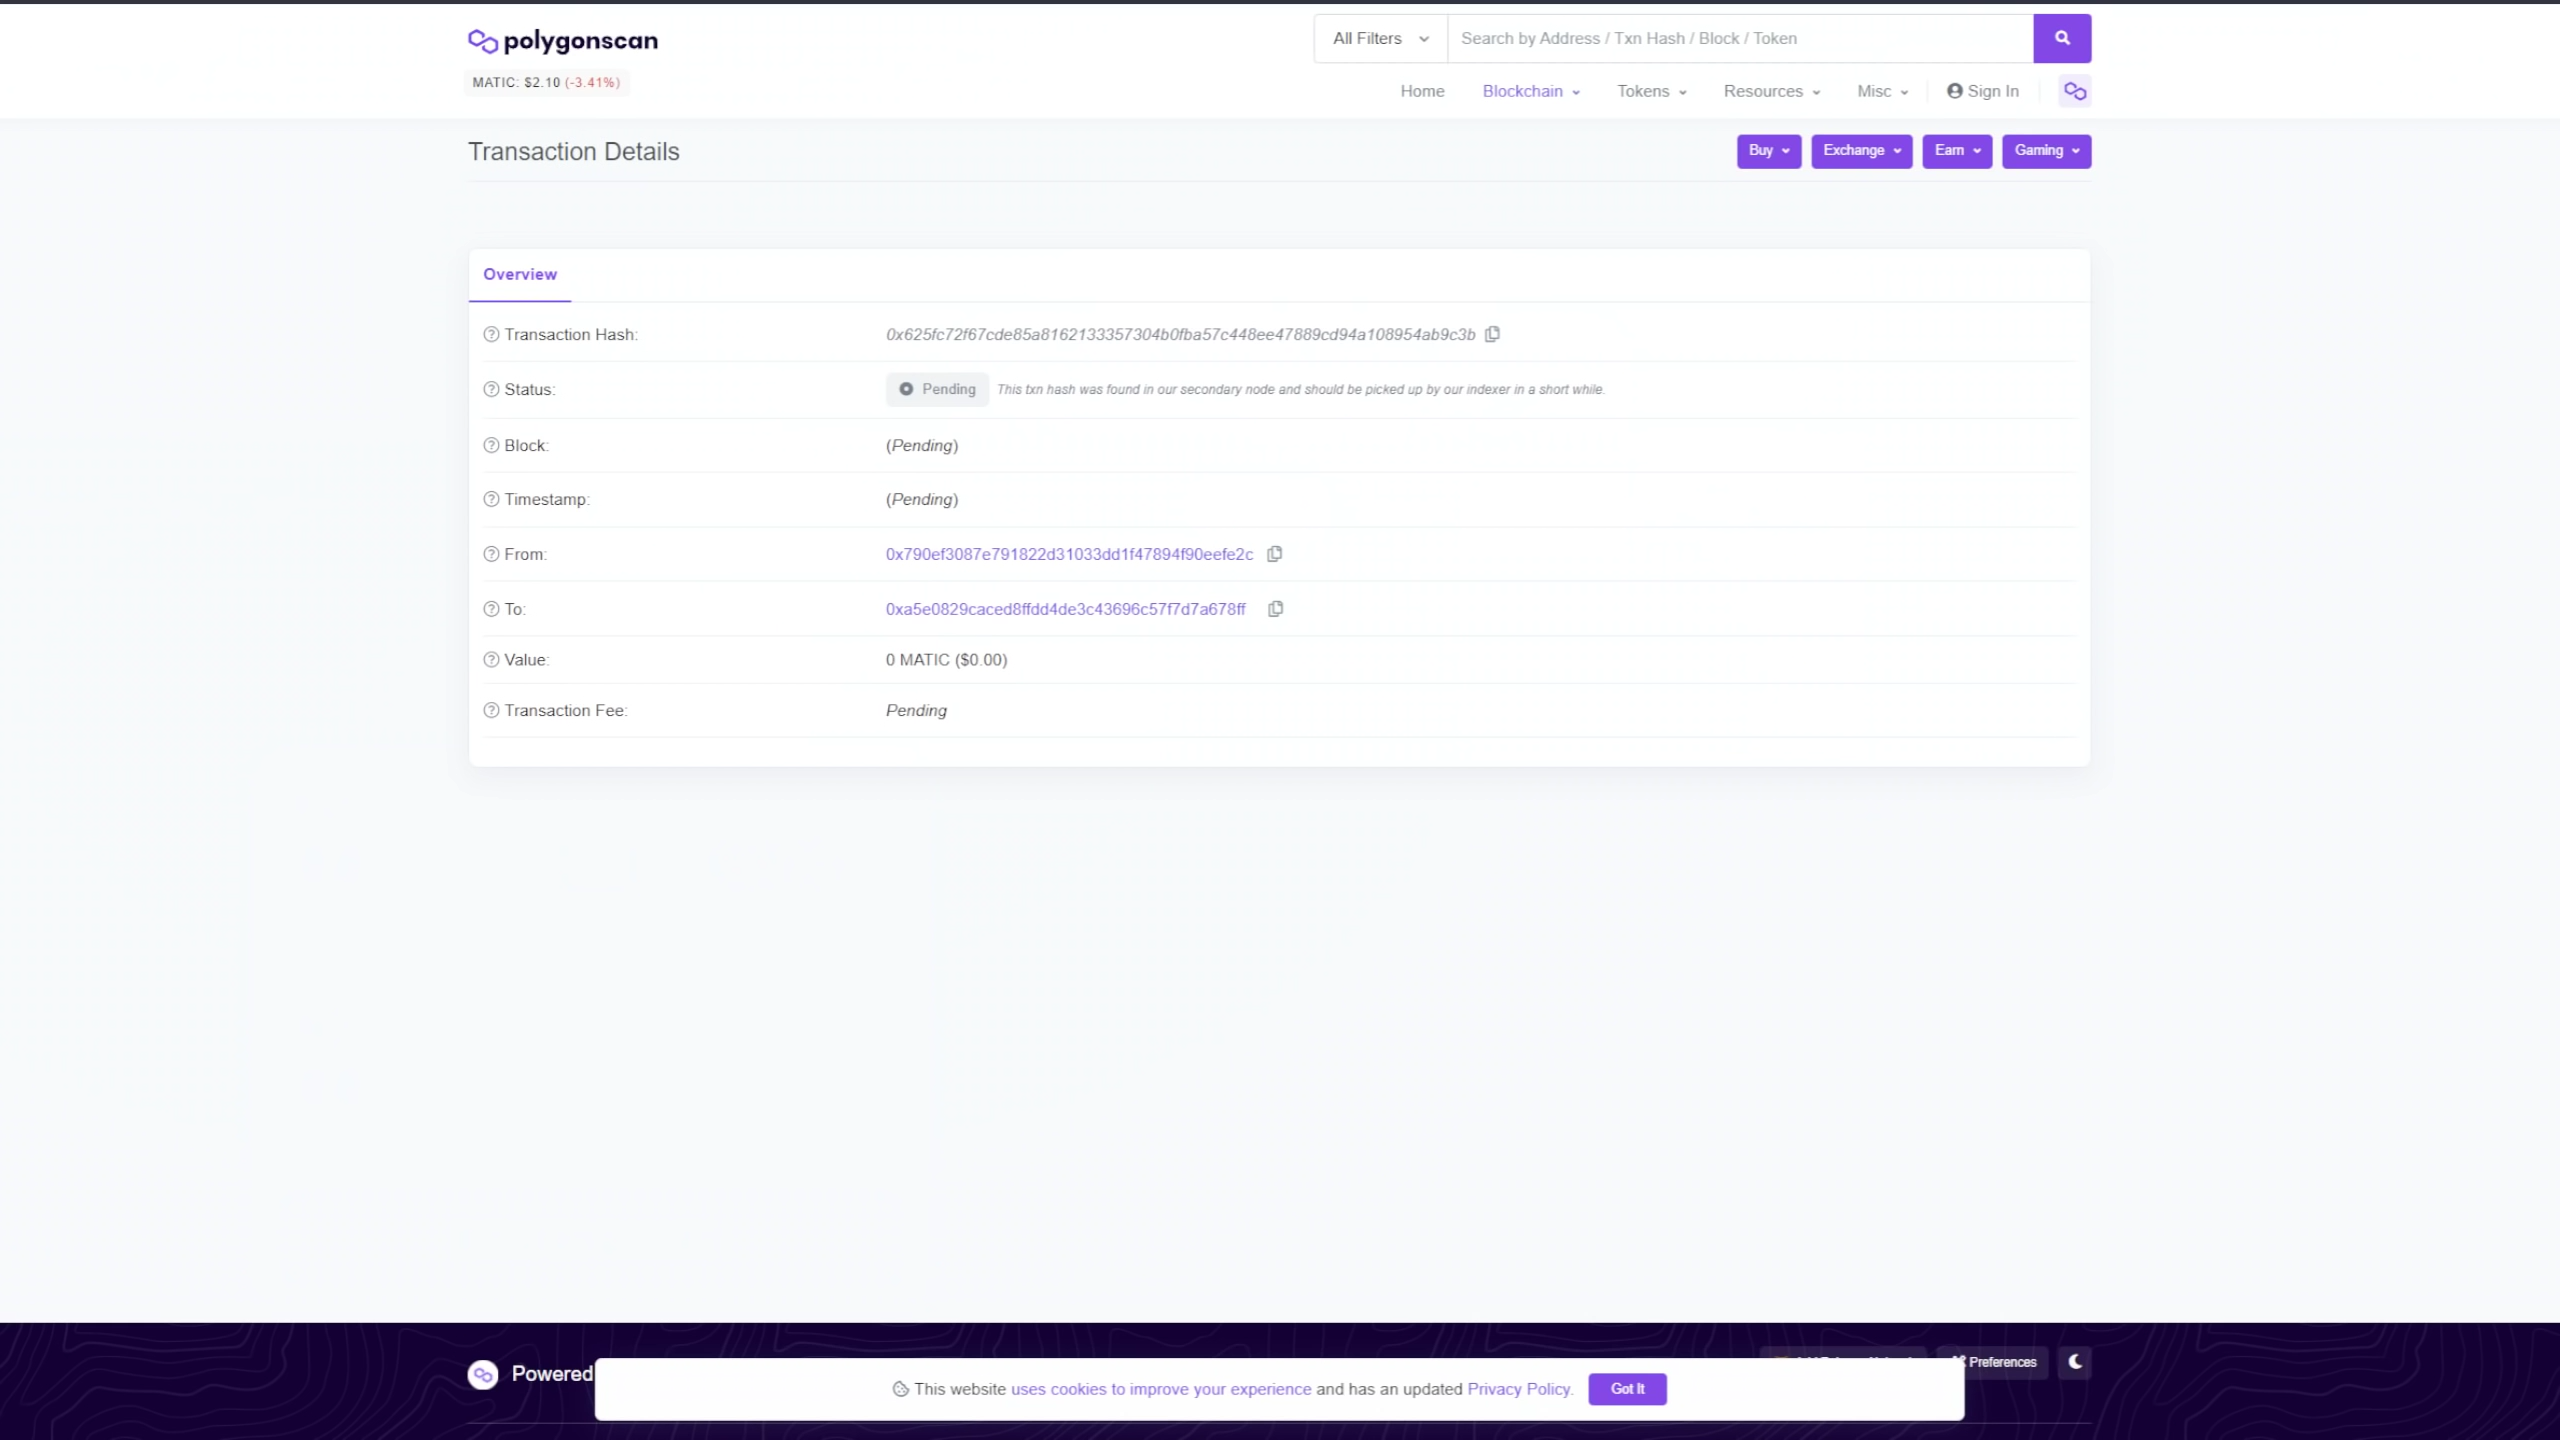 polygonscan
MATIC: $2.10 (-3.41%)
All Filters
Search by Address / Txn Hash / Block / Token
Home
Blockchain
Tokens
Resources
Misc
Sign In
Transaction Details
Buy
Exchange
Earn
Gaming
Overview
Transaction Hash: 0x625fc72f67cde85a8162133357304b0fba57c448ee47889cd94a108954ab9c3b
Status: Pending This txn hash was found in our secondary node and should be picked up by our indexer in a short while.
Block: (Pending)
Timestamp: (Pending)
From: 0x790ef3087e791822d31033dd1f47894f90eefe2c
To: 0xa5e0829caced8ffdd4de3c43696c57f7d7a678ff
Value: 0 MATIC ($0.00)
Transaction Fee: Pending
Powered
Preferences
This website uses cookies to improve your experience and has an updated Privacy Policy.
Got It